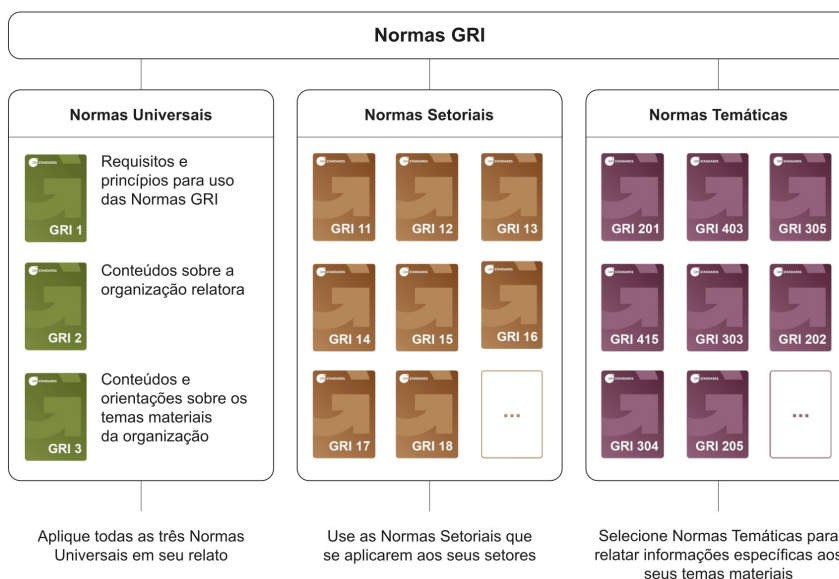 Normas GRI
Normas Universais
GRI 1
Requisitos e
princípios para uso
das Normas GRI
GRI 2
Conteúdos sobre a
organização relatora
GRI 3
Conteúdos e
orientações sobre os
temas materiais
da organização
Aplique todas as três Normas
Universais em seu relato
Normas Setoriais
GRI 11 GRI 12 GRI 13
GRI 14 GRI 15 GRI 16
GRI 17 GRI 18 ...
Use as Normas Setoriais que
se aplicarem aos seus setores
Normas Temáticas
GRI 201 GRI 403 GRI 305
GRI 415 GRI 303 GRI 202
GRI 304 GRI 205 ...
Selecione Normas Temáticas para
relatar informações específicas aos
seus temas materiais